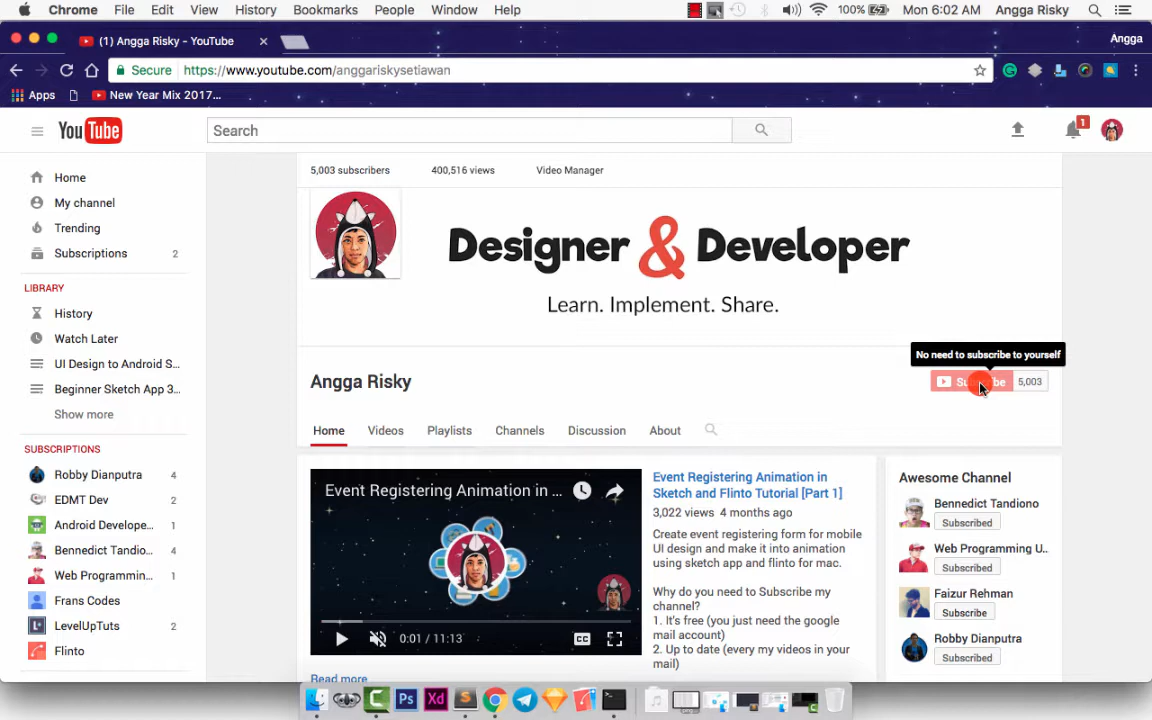 Chrome File Edit View History Bookmarks People Window Help 100% Mon 6:02 AM Angga Risky
(1) Angga Risky - YouTube Angga
Secure https://www.youtube.com/anggariskysetiawan
Apps New Year Mix 2017...
YouTube Search 1
5,003 subscribers 400,516 views Video Manager
Home
My channel
Trending
Subscriptions 2
LIBRARY
History
Watch Later
UI Design to Android S...
Beginner Sketch App 3...
Show more
SUBSCRIPTIONS
Robby Dianputra 4
EDMT Dev 2
Android Develope... 1
Bennedict Tandio... 4
Web Programmin... 1
Frans Codes
LevelUpTuts 2
Flinto
Designer & Developer
Learn. Implement. Share.
No need to subscribe to yourself
Angga Risky 5,003
Home Videos Playlists Channels Discussion About
Event Registering Animation in ...
0:01 / 11:13 CC
Read more
Event Registering Animation in
Sketch and Flinto Tutorial [Part 1]
3,022 views 4 months ago
Create event registering form for mobile
UI design and make it into animation
using sketch app and flinto for mac.
Why do you need to Subscribe my
channel?
1. It's free (you just need the google
mail account)
2. Up to date (every my videos in your
mail)
Awesome Channel
Bennedict Tandiono
Subscribed
Web Programming U..
Subscribed
Faizur Rehman
Subscribe
Robby Dianputra
Subscribed
Ps Xd